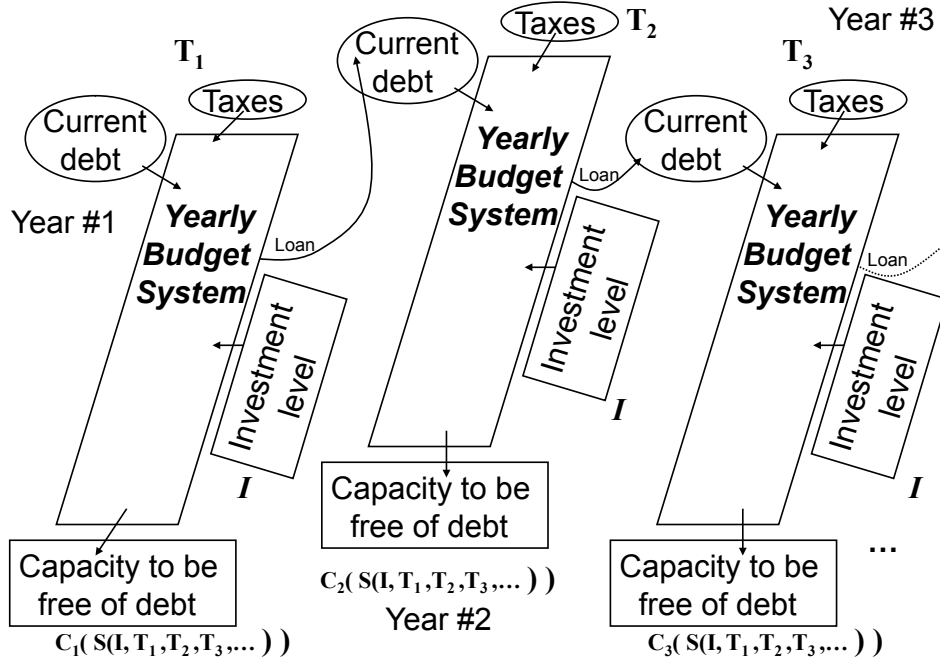 Year #1
T1
Taxes
Current
debt
Yearly
Budget
System
Loan
Investment
level
I
Capacity to be
free of debt
C1( S(I, T1 ,T2 ,T3 ,… ) )
Year #2
T2
Taxes
Current
debt
Yearly
Budget
System
Loan
Investment
level
I
Capacity to be
free of debt
C2( S(I, T1 ,T2 ,T3 ,… ) )
Year #3
T3
Taxes
Current
debt
Yearly
Budget
System
Loan
Investment
level
I
Capacity to be
free of debt
C3( S(I, T1 ,T2 ,T3 ,… ) )
…